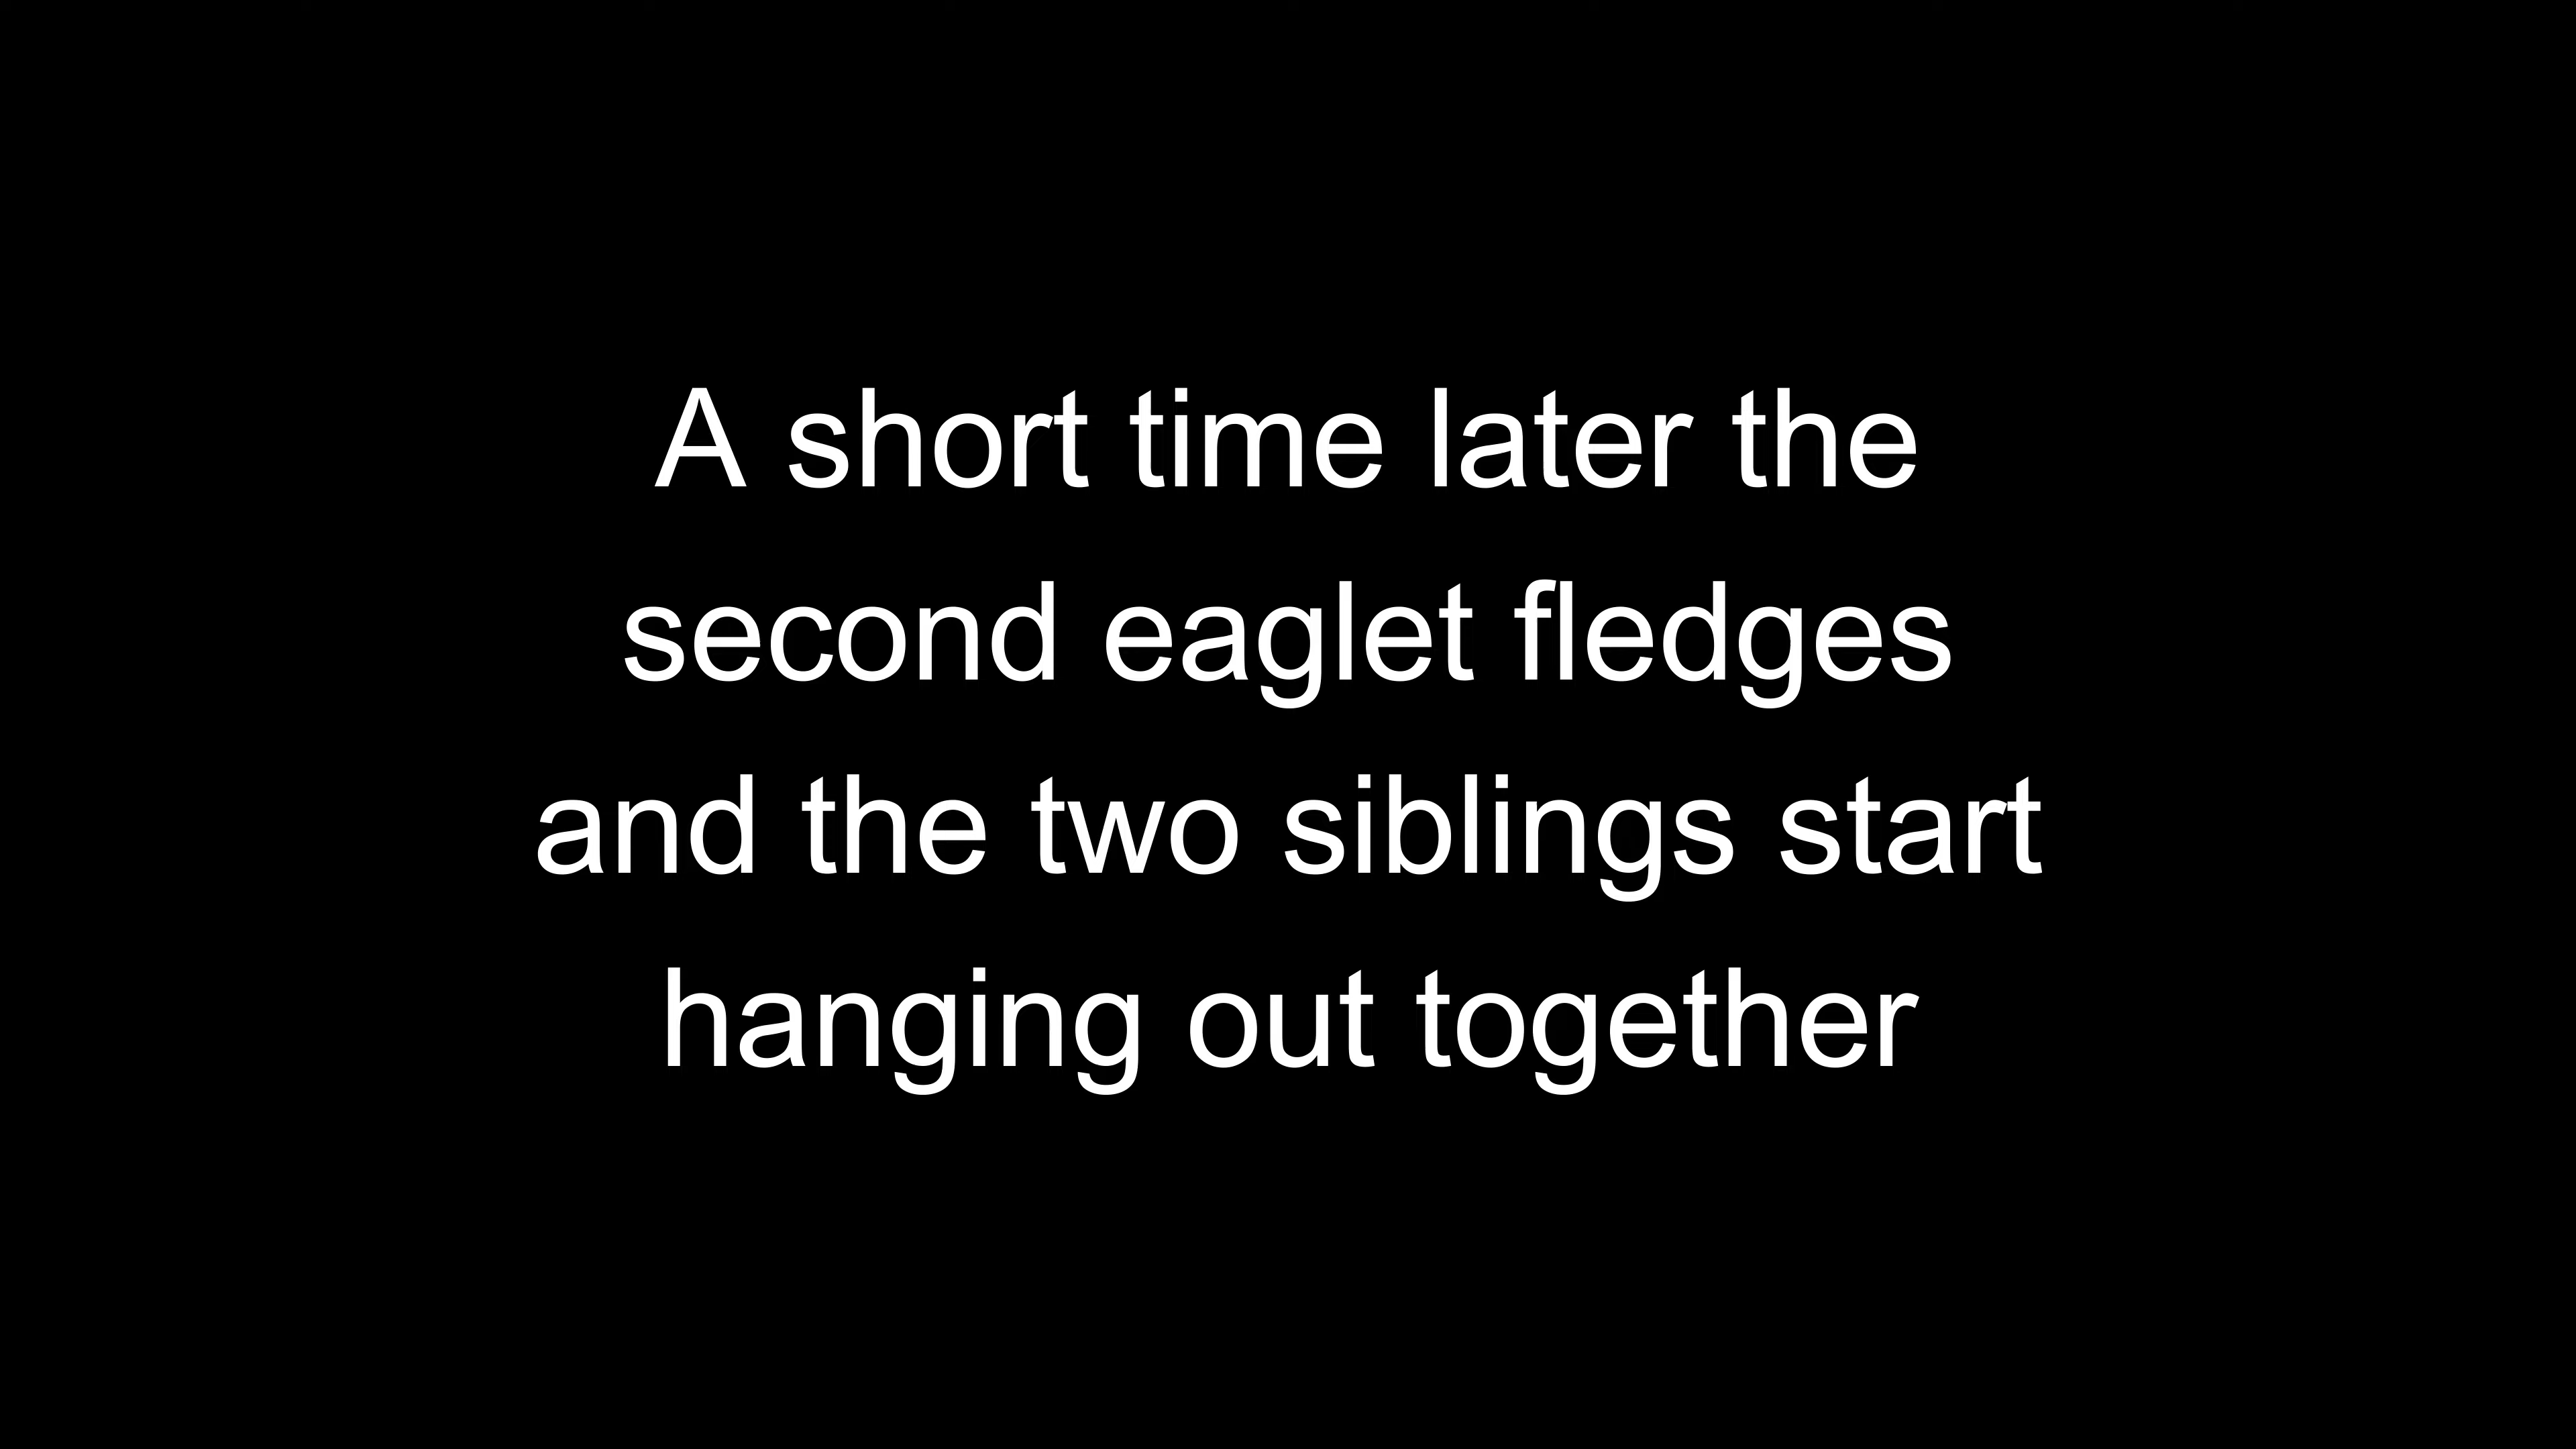 A short time later the
second eaglet fledges
and the two siblings start
hanging out together